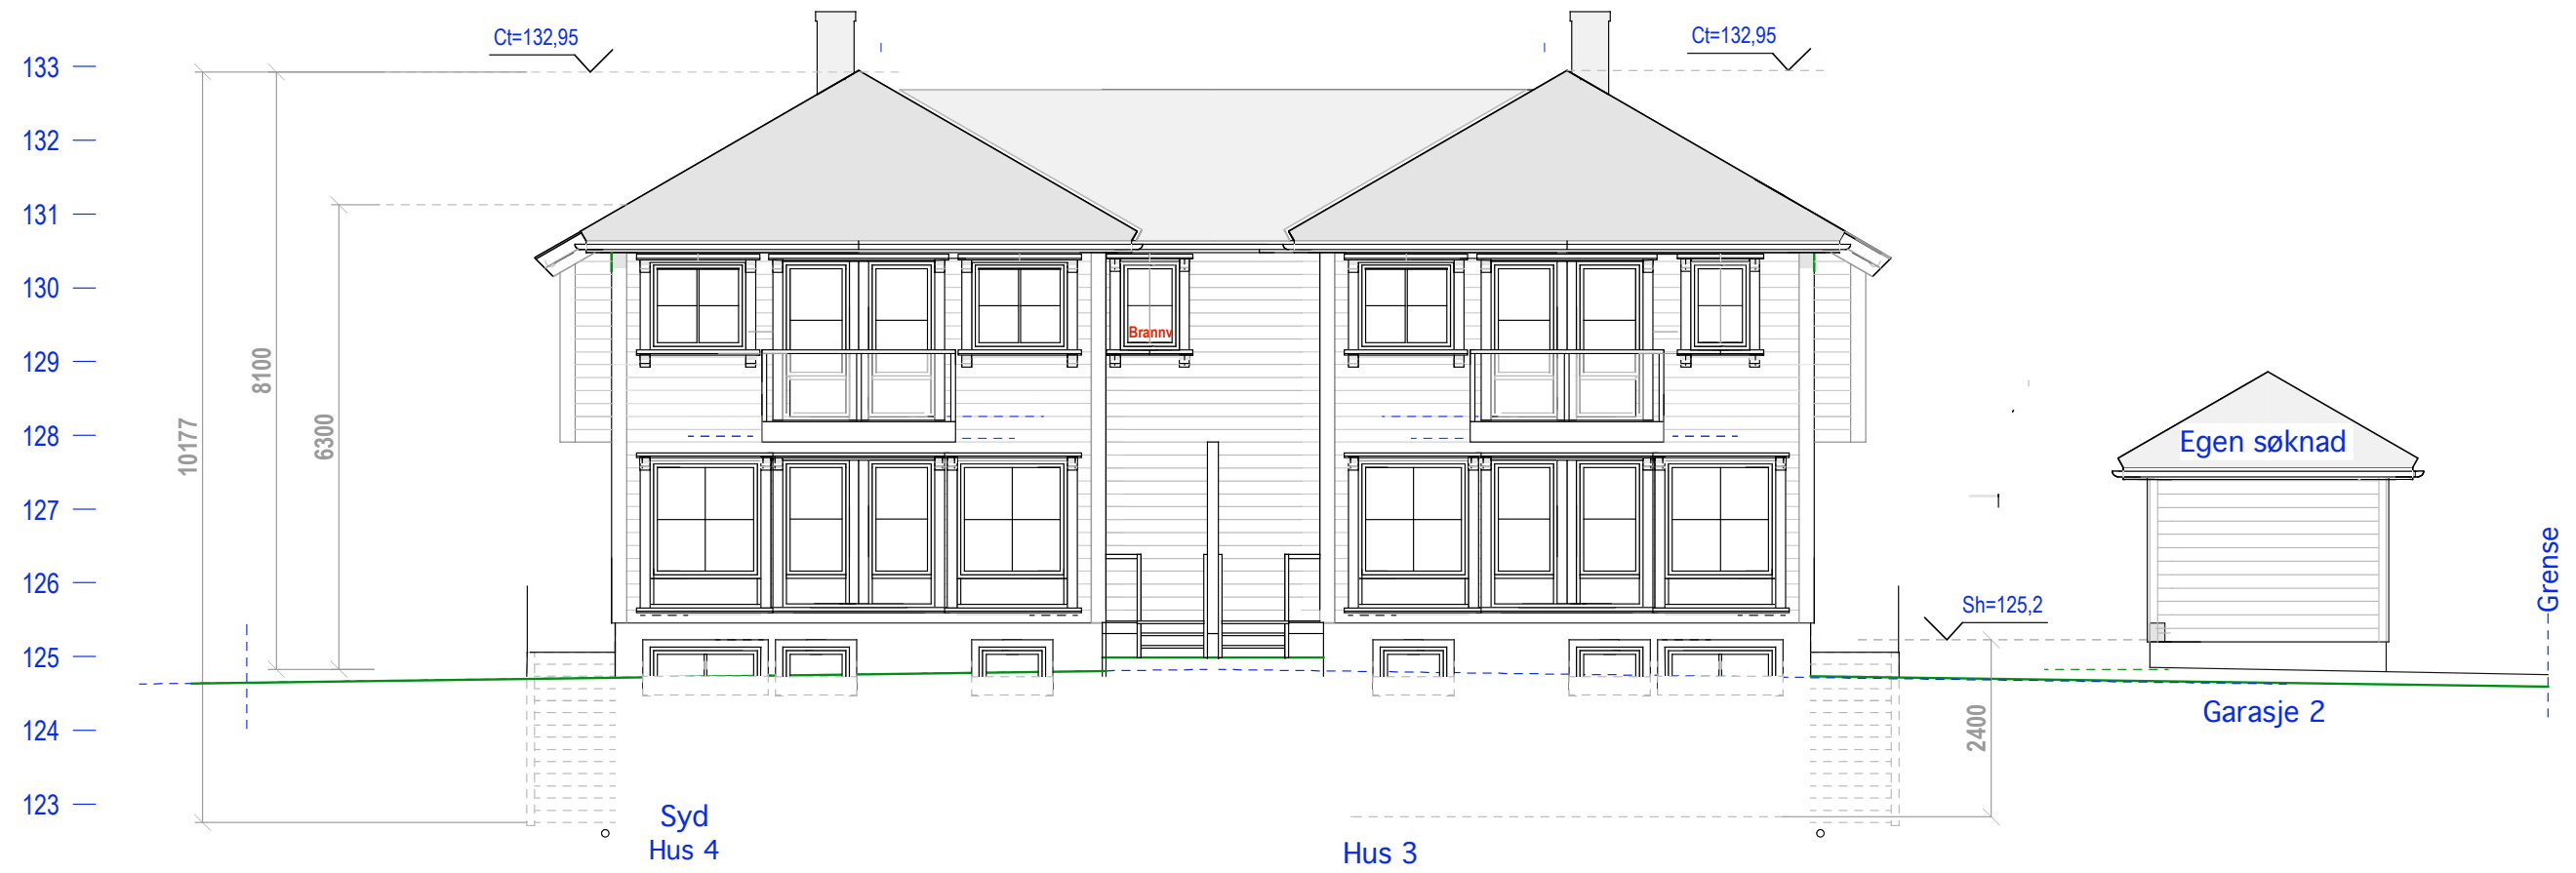 Ct=132,95
Ct=132,95
133
132
131
130
129
128
127
126
125
124
123
10177
8100
6300
Brannv
Egen søknad
Grense
Sh=125,2
2400
Garasje 2
Syd
Hus 4
Hus 3